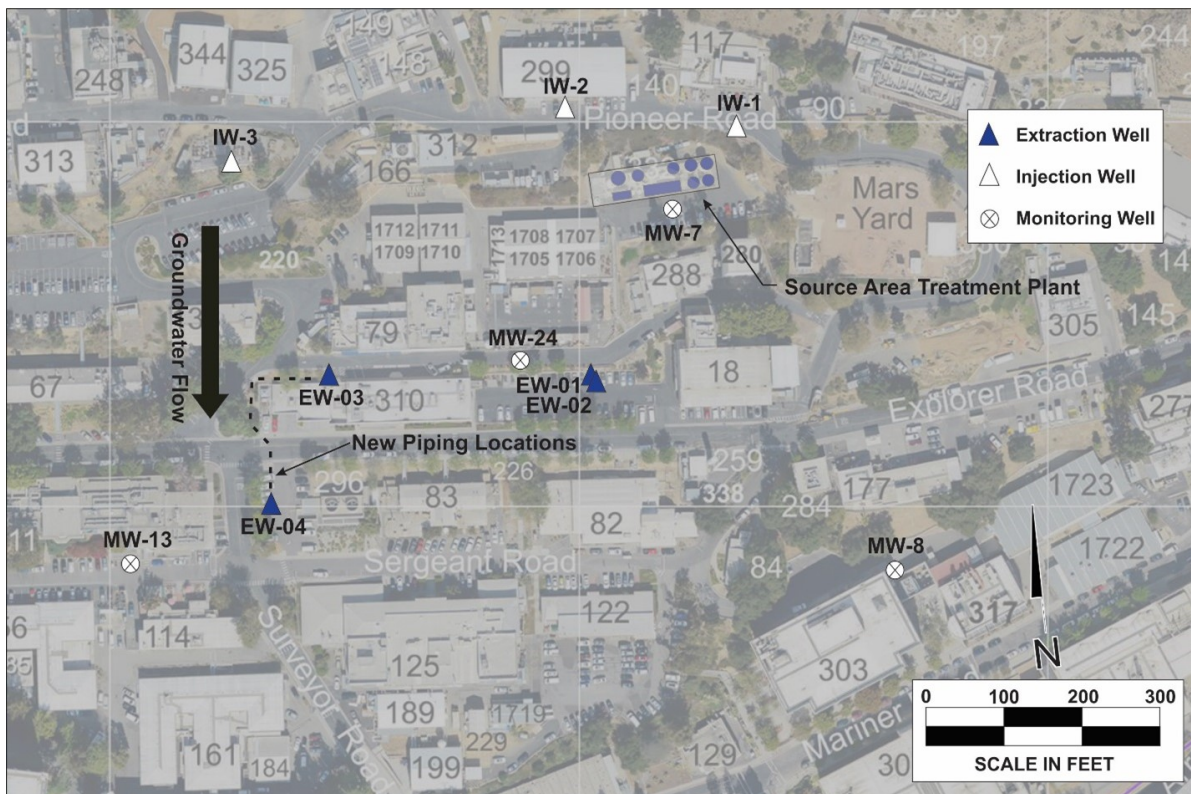 149
344
325
248
148
299
117
197
244
IW-2
140
IW-1
90
Pioneer Road
IW-3
313
312
166
Extraction Well
Injection Well
Monitoring Well
Mars
Yard
MW-7
1712 1711
1709 1710
1713
1708 1707
1705 1706
280
288
220
Groundwater Flow
Source Area Treatment Plant
305
145
79
MW-24
67
EW-03
310
EW-01
EW-02
18
Explorer Road
277
New Piping Locations
296
83
226
259
338
284
177
1723
EW-04
82
MW-13
11
Sergeant Road
84
MW-8
1722
114
122
317
Surveyor Road
125
303
N
161
184
189
1719
229
199
129
Mariner
30
0 100 200 300
SCALE IN FEET